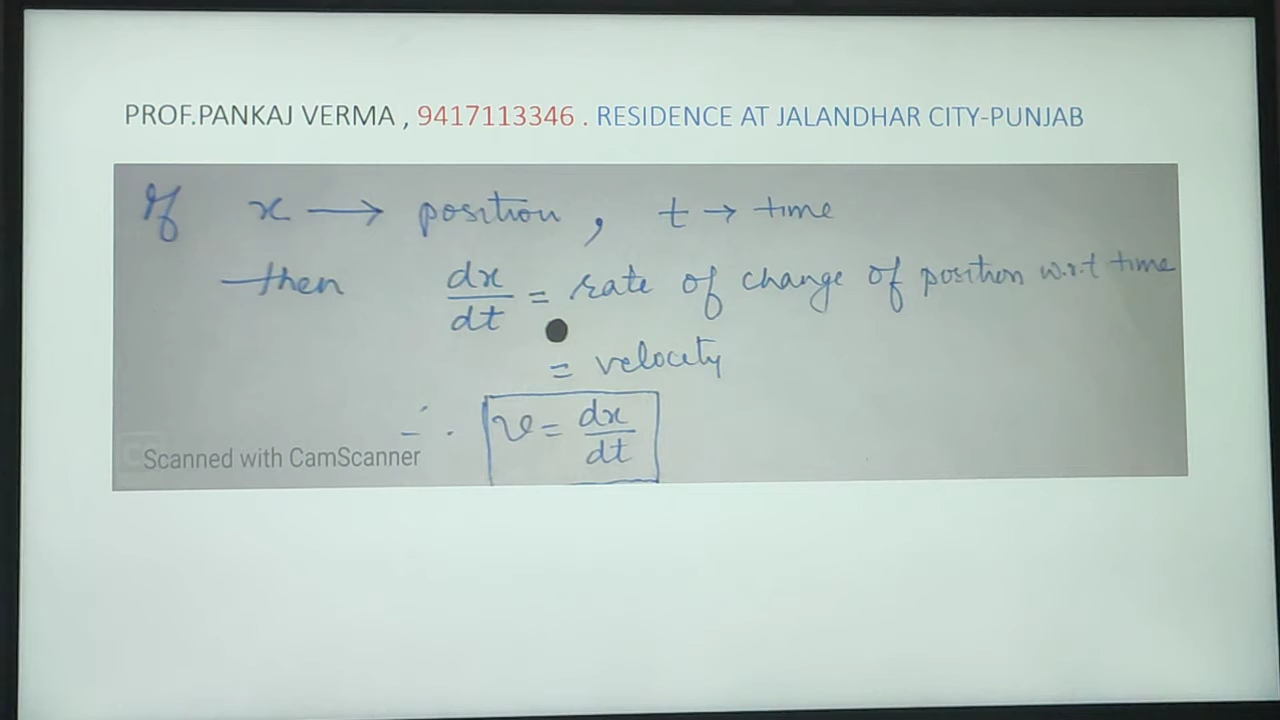 PROF.PANKAJ VERMA , 9417113346 . RESIDENCE AT JALANDHAR CITY-PUNJAB
If x → position , t → time
then dx/dt = rate of change of position w.r.t time
= velocity
∴ v = dx/dt
Scanned with CamScanner